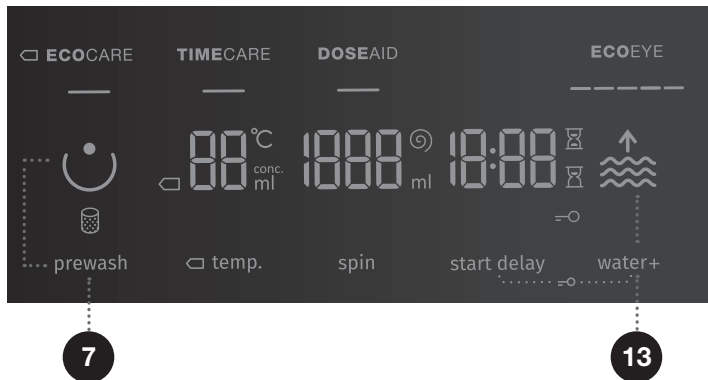 ECOCARE TIMECARE DOSEAID ECOEYE
88 °C 1888 18:88
conc.
ml ml
prewash temp. spin start delay water+
7 13